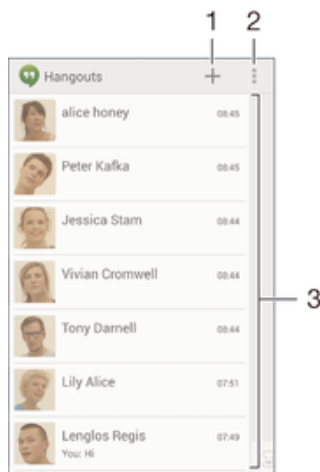 1 2
Hangouts
alice honey 08:45
Peter Kafka 08:45
Jessica Stam 08:44
3
Vivian Cromwell 08:44
Tony Darnell 08:44
Lily Alice 07:51
Lenglos Regis 07:49
You: Hi